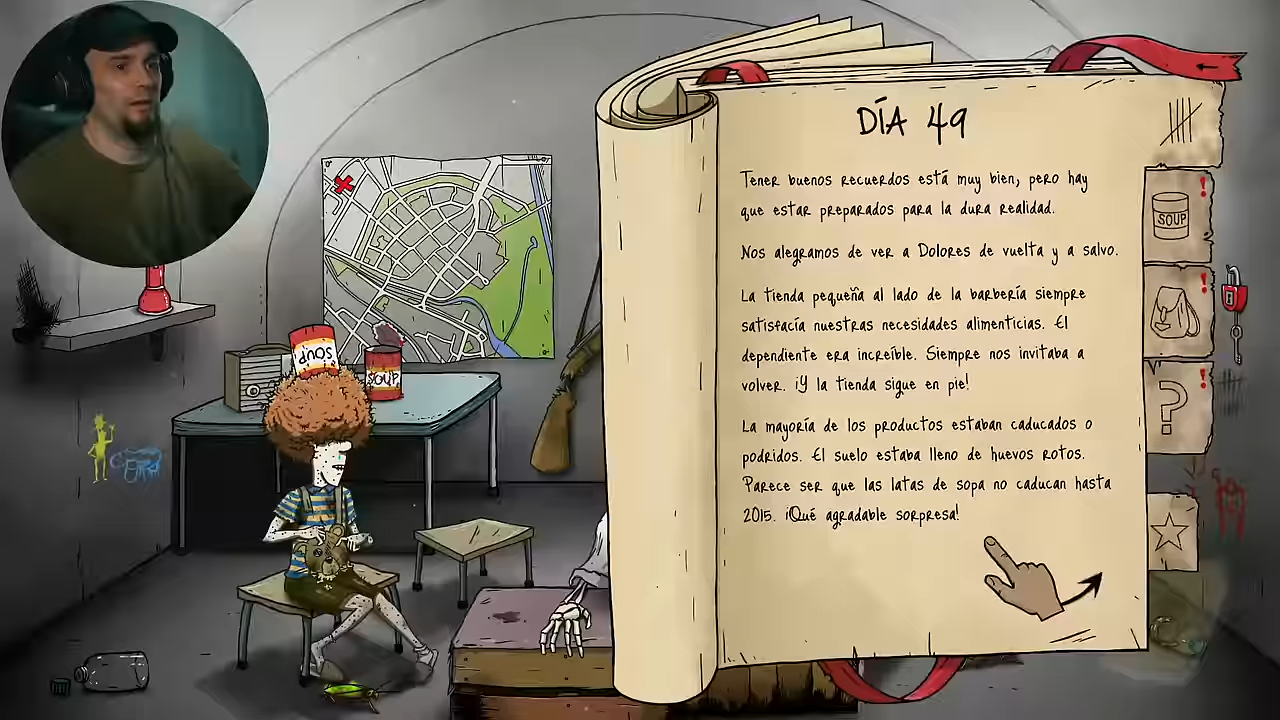 DÍA 49
Tener buenos recuerdos está muy bien, pero hay
que estar preparados para la dura realidad.
Nos alegramos de ver a Dolores de vuelta y a salvo.
La tienda pequeña al lado de la barbería siempre
satisfacía nuestras necesidades alimenticias. El
dependiente era increíble. Siempre nos invitaba a
volver. ¡Y la tienda sigue en pie!
La mayoría de los productos estaban caducados o
podridos. El suelo estaba lleno de huevos rotos.
Parece ser que las latas de sopa no caducan hasta
2015. ¡Qué agradable sorpresa!
SOUP
!
!
?
!
SOUP
SOUP